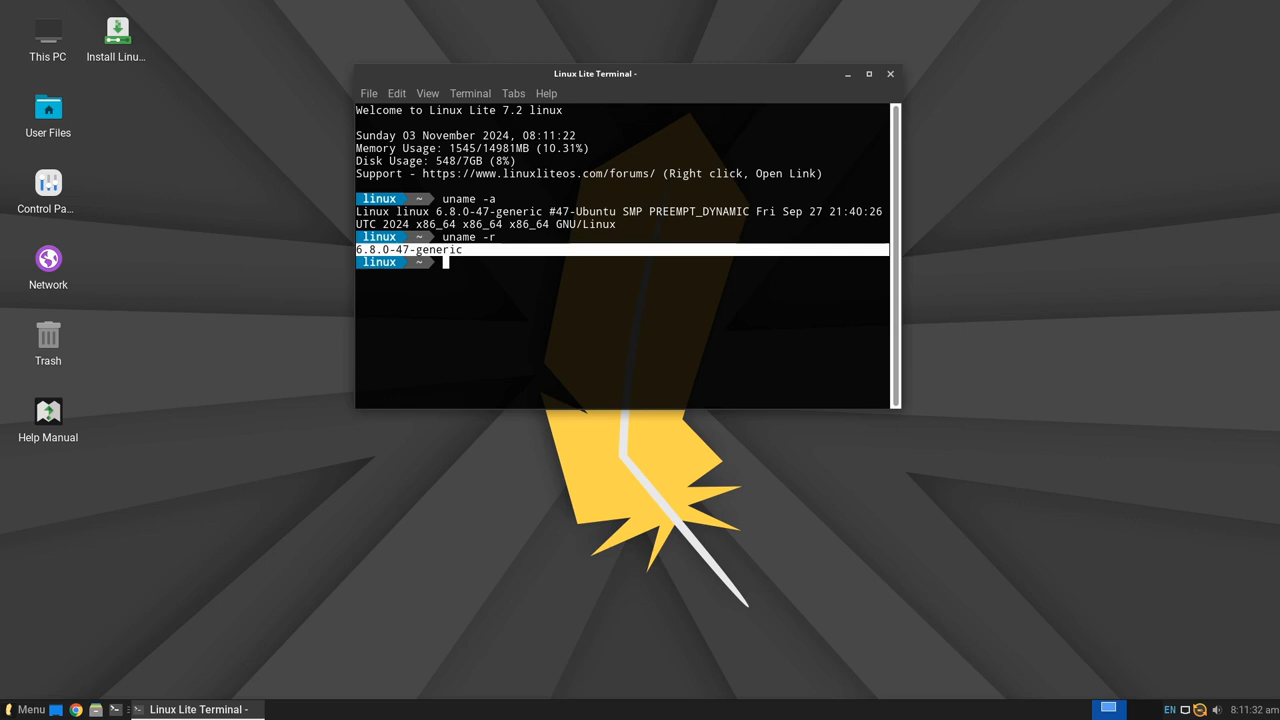 This PC
Install Linu...
User Files
Control Pa...
Network
Trash
Help Manual
Linux Lite Terminal -
File Edit View Terminal Tabs Help
Welcome to Linux Lite 7.2 linux
Sunday 03 November 2024, 08:11:22
Memory Usage: 1545/14981MB (10.31%)
Disk Usage: 548/7GB (8%)
Support - https://www.linuxliteos.com/forums/ (Right click, Open Link)
linux ~ uname -a
Linux linux 6.8.0-47-generic #47-Ubuntu SMP PREEMPT_DYNAMIC Fri Sep 27 21:40:26
UTC 2024 x86_64 x86_64 x86_64 GNU/Linux
linux ~ uname -r
6.8.0-47-generic
linux ~
Menu Linux Lite Terminal - EN 8:11:32 am